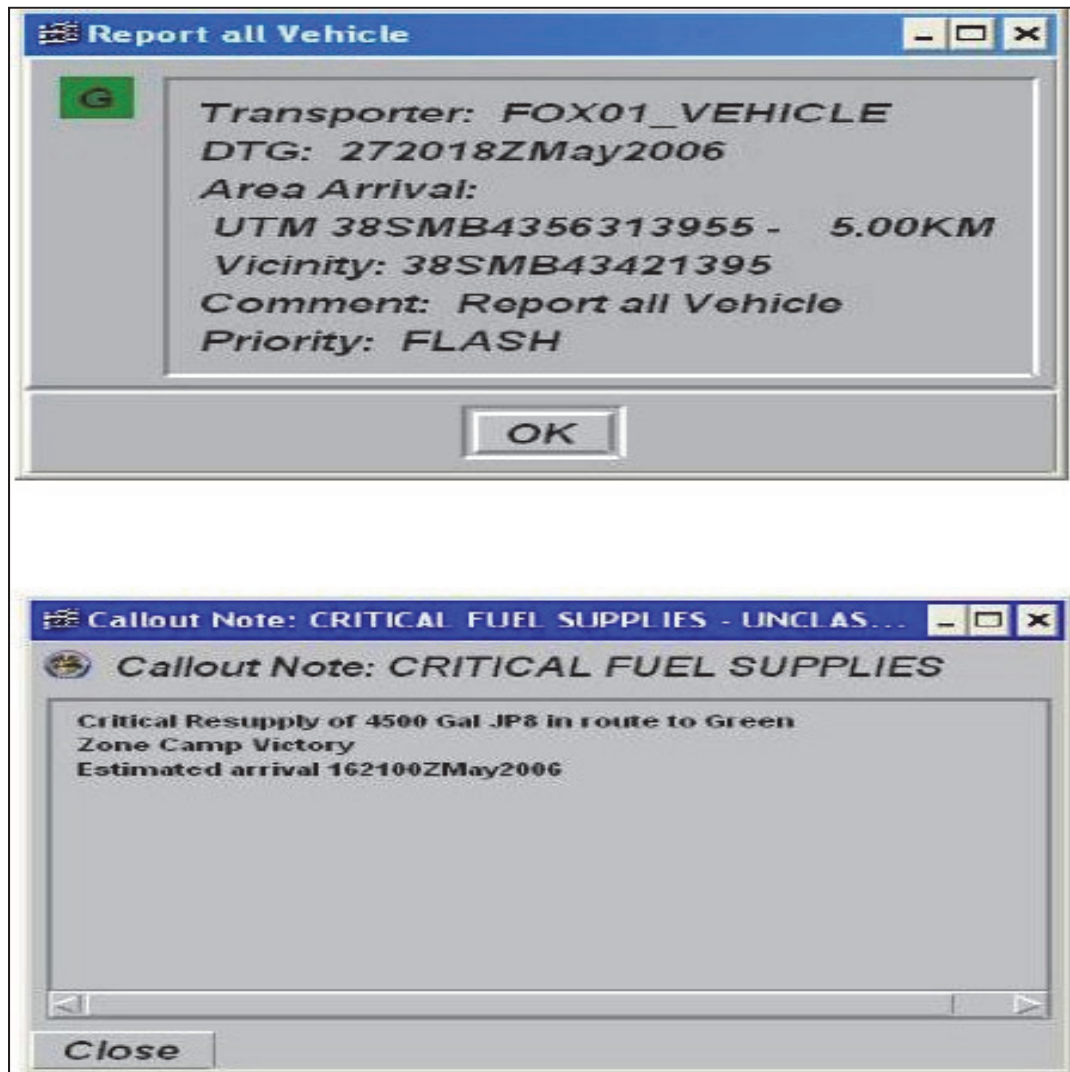 Report all Vehicle
G
Transporter: FOX01_VEHICLE
DTG: 272018ZMay2006
Area Arrival:
UTM 38SMB4356313955 - 5.00KM
Vicinity: 38SMB43421395
Comment: Report all Vehicle
Priority: FLASH
OK
Callout Note: CRITICAL FUEL SUPPLIES - UNCLAS...
Callout Note: CRITICAL FUEL SUPPLIES
Critical Resupply of 4500 Gal JP8 in route to Green
Zone Camp Victory
Estimated arrival 162100ZMay2006
Close